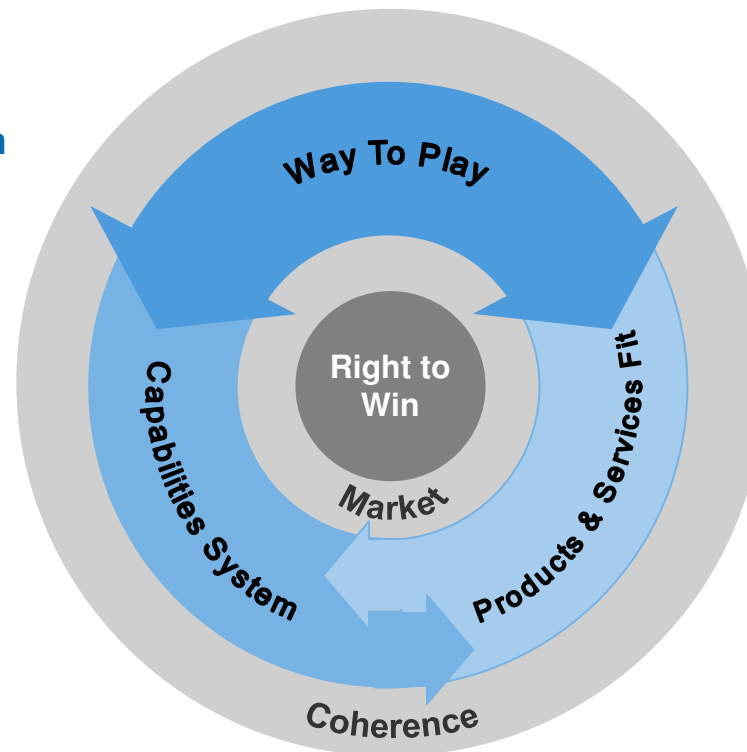 Way To Play
Right to
Win
Capabilities System
Products & Services Fit
Market
Coherence